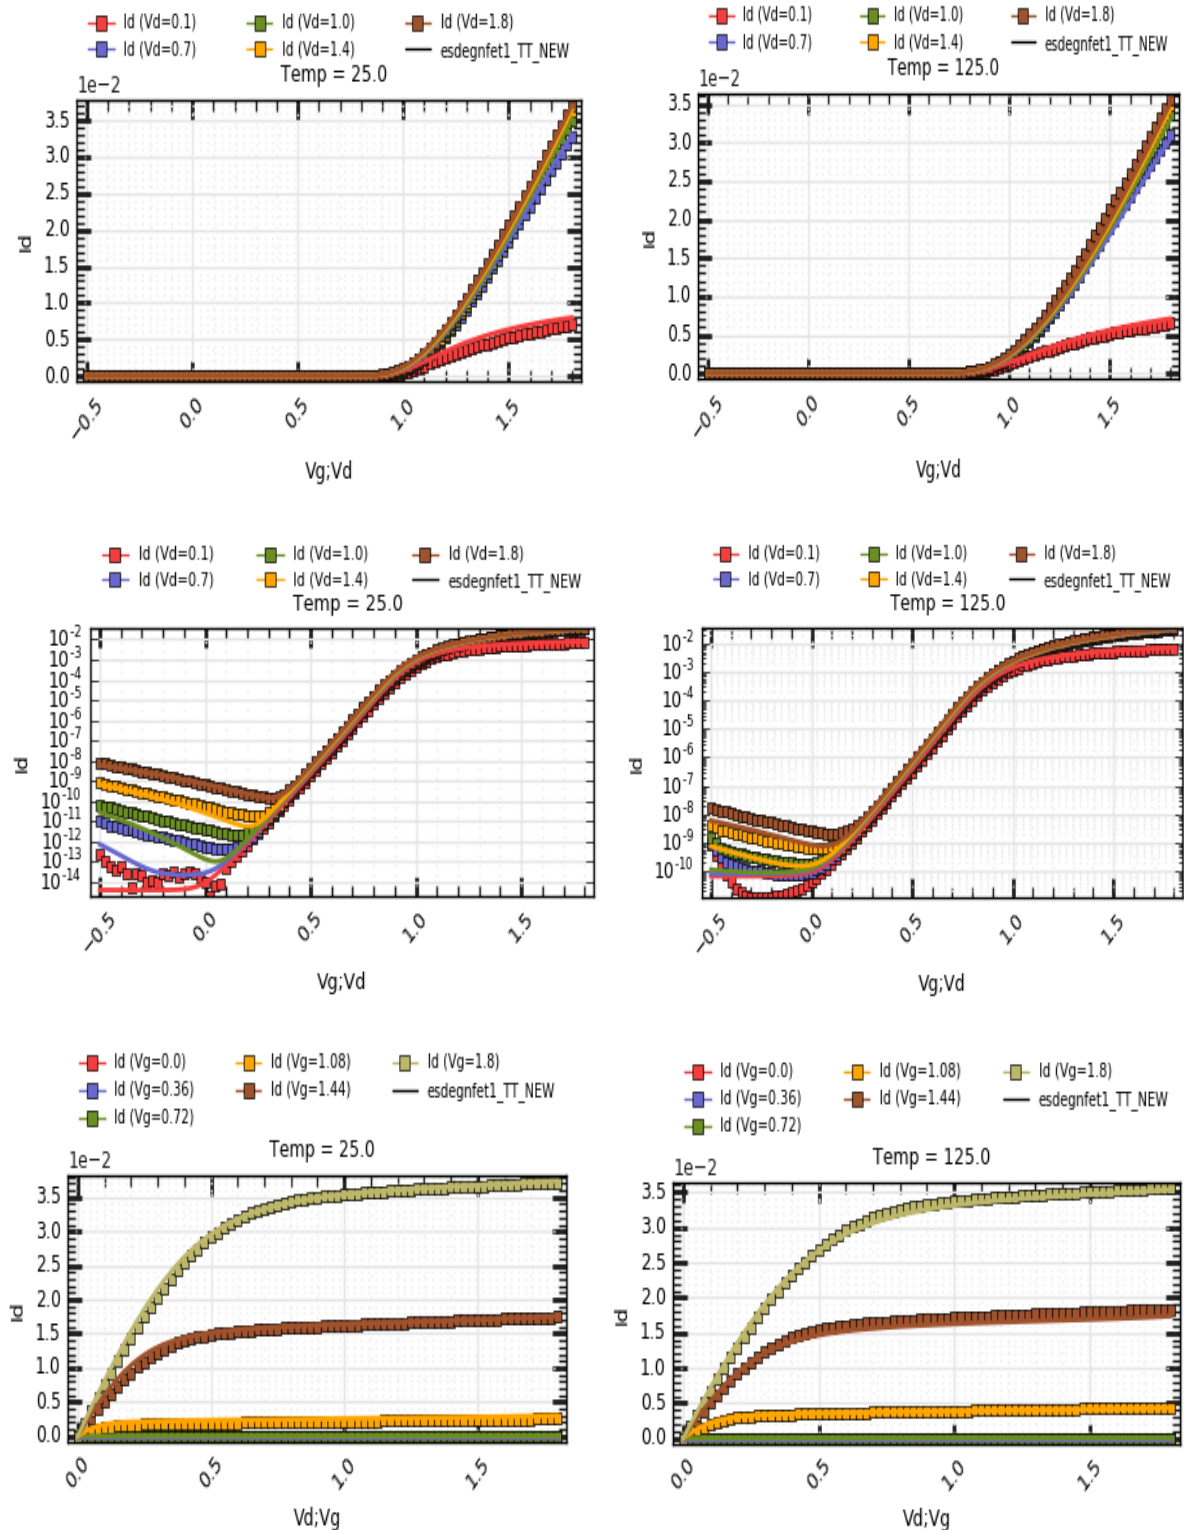 Id (Vd=0.1) Id (Vd=1.0) Id (Vd=1.8)
Id (Vd=0.7) Id (Vd=1.4) esdegnfet1_TT_NEW
Temp = 25.0
1e−2
3.5
3.0
2.5
2.0
1.5
1.0
0.5
0.0
Id
−0.5 0.0 0.5 1.0 1.5
Vg;Vd
Id (Vd=0.1) Id (Vd=1.0) Id (Vd=1.8)
Id (Vd=0.7) Id (Vd=1.4) esdegnfet1_TT_NEW
Temp = 125.0
1e−2
3.5
3.0
2.5
2.0
1.5
1.0
0.5
0.0
Id
−0.5 0.0 0.5 1.0 1.5
Vg;Vd
Id (Vd=0.1) Id (Vd=1.0) Id (Vd=1.8)
Id (Vd=0.7) Id (Vd=1.4) esdegnfet1_TT_NEW
Temp = 25.0
10⁻²
10⁻³
10⁻⁴
10⁻⁵
10⁻⁶
10⁻⁷
10⁻⁸
10⁻⁹
10⁻¹⁰
10⁻¹¹
10⁻¹²
10⁻¹³
10⁻¹⁴
Id
−0.5 0.0 0.5 1.0 1.5
Vg;Vd
Id (Vd=0.1) Id (Vd=1.0) Id (Vd=1.8)
Id (Vd=0.7) Id (Vd=1.4) esdegnfet1_TT_NEW
Temp = 125.0
10⁻²
10⁻³
10⁻⁴
10⁻⁵
10⁻⁶
10⁻⁷
10⁻⁸
10⁻⁹
10⁻¹⁰
Id
−0.5 0.0 0.5 1.0 1.5
Vg;Vd
Id (Vg=0.0) Id (Vg=1.08) Id (Vg=1.8)
Id (Vg=0.36) Id (Vg=1.44) esdegnfet1_TT_NEW
Id (Vg=0.72)
Temp = 25.0
1e−2
3.5
3.0
2.5
2.0
1.5
1.0
0.5
0.0
Id
0.0 0.5 1.0 1.5
Vd;Vg
Id (Vg=0.0) Id (Vg=1.08) Id (Vg=1.8)
Id (Vg=0.36) Id (Vg=1.44) esdegnfet1_TT_NEW
Id (Vg=0.72)
Temp = 125.0
1e−2
3.5
3.0
2.5
2.0
1.5
1.0
0.5
0.0
Id
0.0 0.5 1.0 1.5
Vd;Vg